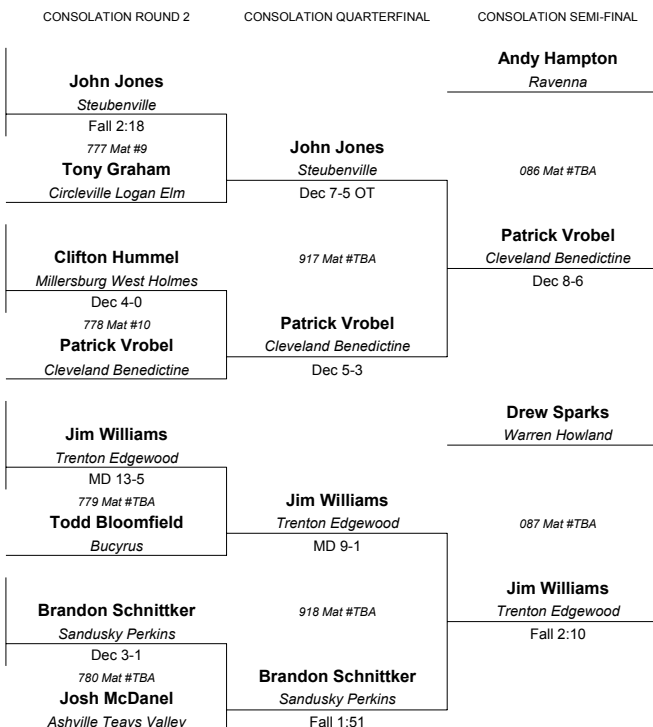 CONSOLATION ROUND 2
CONSOLATION QUARTERFINAL
CONSOLATION SEMI-FINAL
John Jones
Steubenville
Fall 2:18
777 Mat #9
Tony Graham
Circleville Logan Elm
Clifton Hummel
Millersburg West Holmes
Dec 4-0
778 Mat #10
Patrick Vrobel
Cleveland Benedictine
Jim Williams
Trenton Edgewood
MD 13-5
779 Mat #TBA
Todd Bloomfield
Bucyrus
Brandon Schnittker
Sandusky Perkins
Dec 3-1
780 Mat #TBA
Josh McDanel
Ashville Teays Valley
John Jones
Steubenville
Dec 7-5 OT
917 Mat #TBA
Patrick Vrobel
Cleveland Benedictine
Dec 5-3
Jim Williams
Trenton Edgewood
MD 9-1
918 Mat #TBA
Brandon Schnittker
Sandusky Perkins
Fall 1:51
Andy Hampton
Ravenna
086 Mat #TBA
Patrick Vrobel
Cleveland Benedictine
Dec 8-6
Drew Sparks
Warren Howland
087 Mat #TBA
Jim Williams
Trenton Edgewood
Fall 2:10